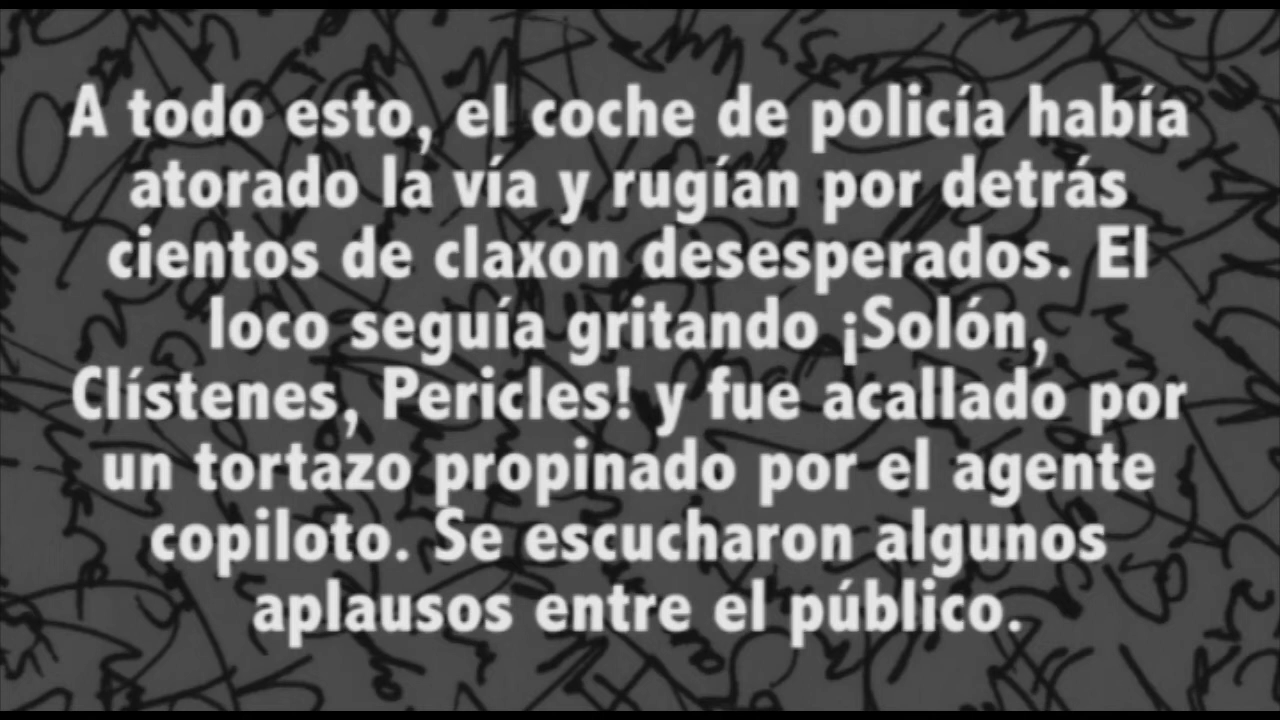 A todo esto, el coche de policía había
atorado la vía y rugían por detrás
cientos de claxon desesperados. El
loco seguía gritando ¡Solón,
Clístenes, Pericles! y fue acallado por
un tortazo propinado por el agente
copiloto. Se escucharon algunos
aplausos entre el público.